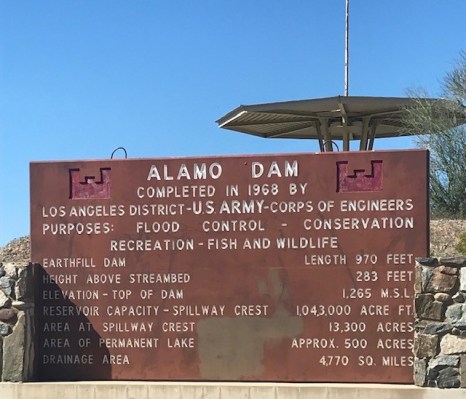 ALAMO DAM
COMPLETED IN 1968 BY
LOS ANGELES DISTRICT-U.S. ARMY-CORPS OF ENGINEERS
PURPOSES: FLOOD CONTROL - CONSERVATION
RECREATION - FISH AND WILDLIFE
EARTHFILL DAM LENGTH 970 FEET
HEIGHT ABOVE STREAMBED 283 FEET
ELEVATION - TOP OF DAM 1,265 M.S.L.
RESERVOIR CAPACITY - SPILLWAY CREST 1,043,000 ACRE FT.
AREA AT SPILLWAY CREST 13,300 ACRES
AREA OF PERMANENT LAKE APPROX. 500 ACRES
DRAINAGE AREA 4,770 SQ. MILES